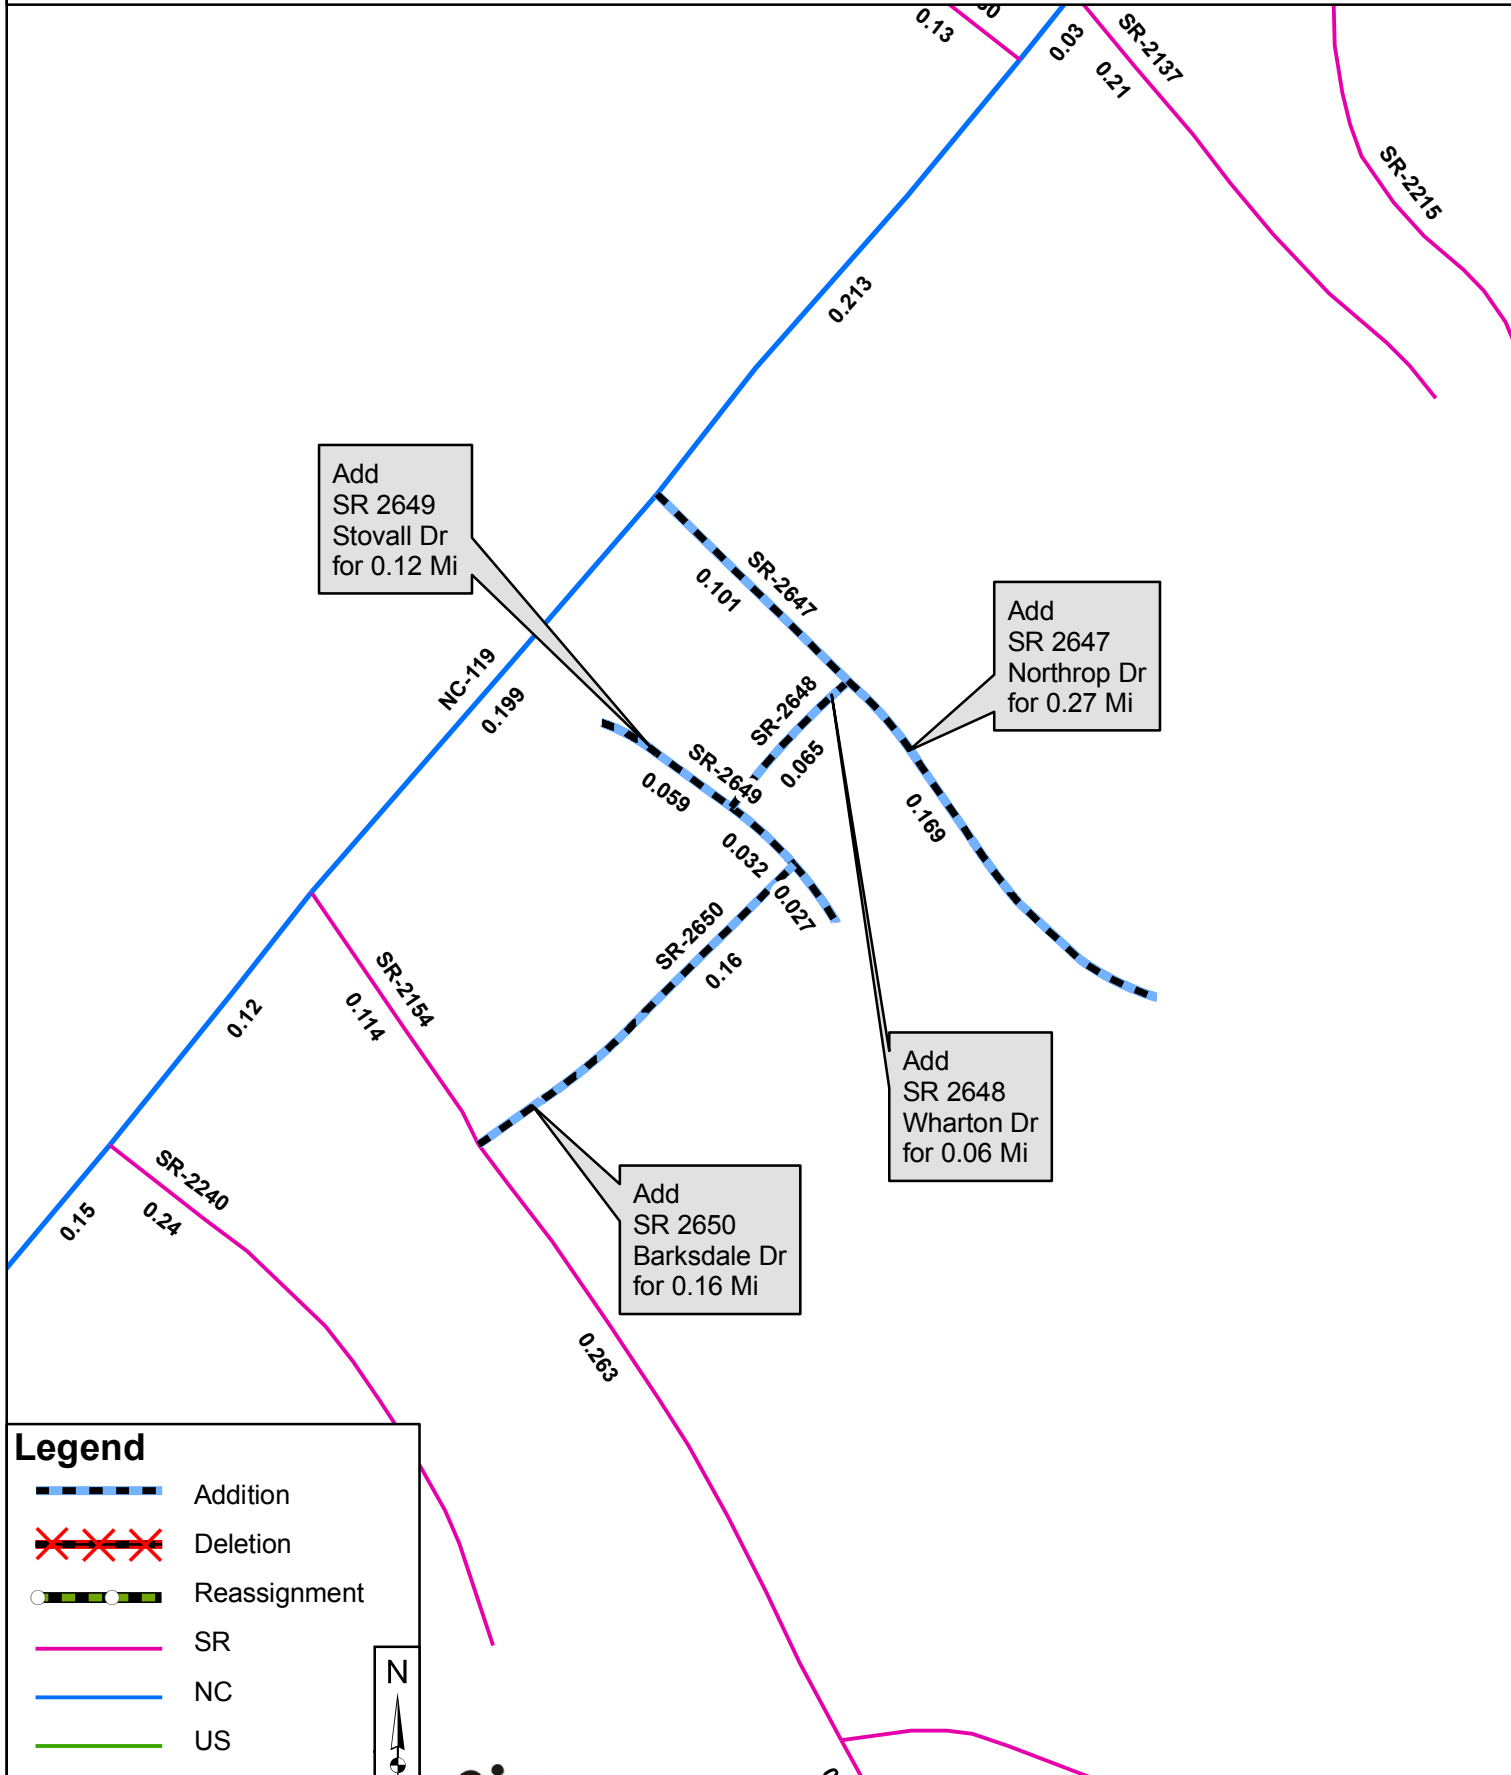 0.13
0.03
SR-2137
0.21
SR-2215
0.213
Add
SR 2649
Stovall Dr
for 0.12 Mi
SR-2647
0.101
Add
SR 2647
Northrop Dr
for 0.27 Mi
NC-119
0.199
SR-2648
0.065
SR-2649
0.059
0.169
0.032
0.027
SR-2650
0.16
SR-2154
0.114
0.12
Add
SR 2648
Wharton Dr
for 0.06 Mi
SR-2240
0.24
0.15
Add
SR 2650
Barksdale Dr
for 0.16 Mi
0.263
Legend
Addition
Deletion
Reassignment
SR
NC
US
N